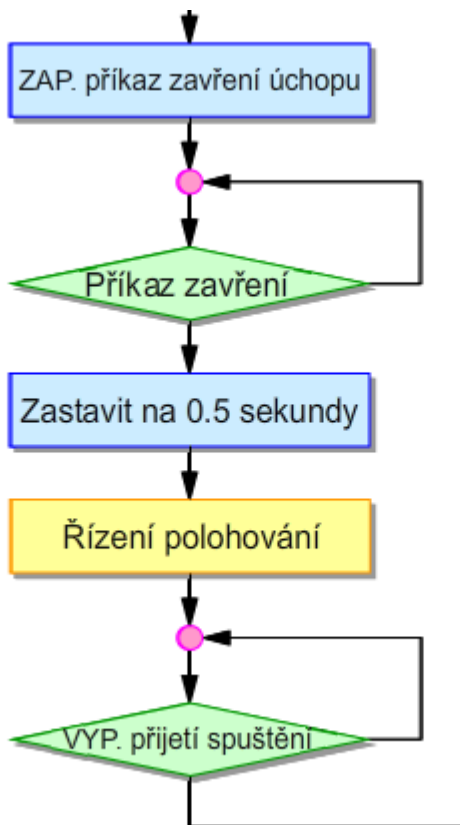 ZAP. příkaz zavření úchopu
Příkaz zavření
Zastavit na 0.5 sekundy
Řízení polohování
VYP. přijetí spuštění